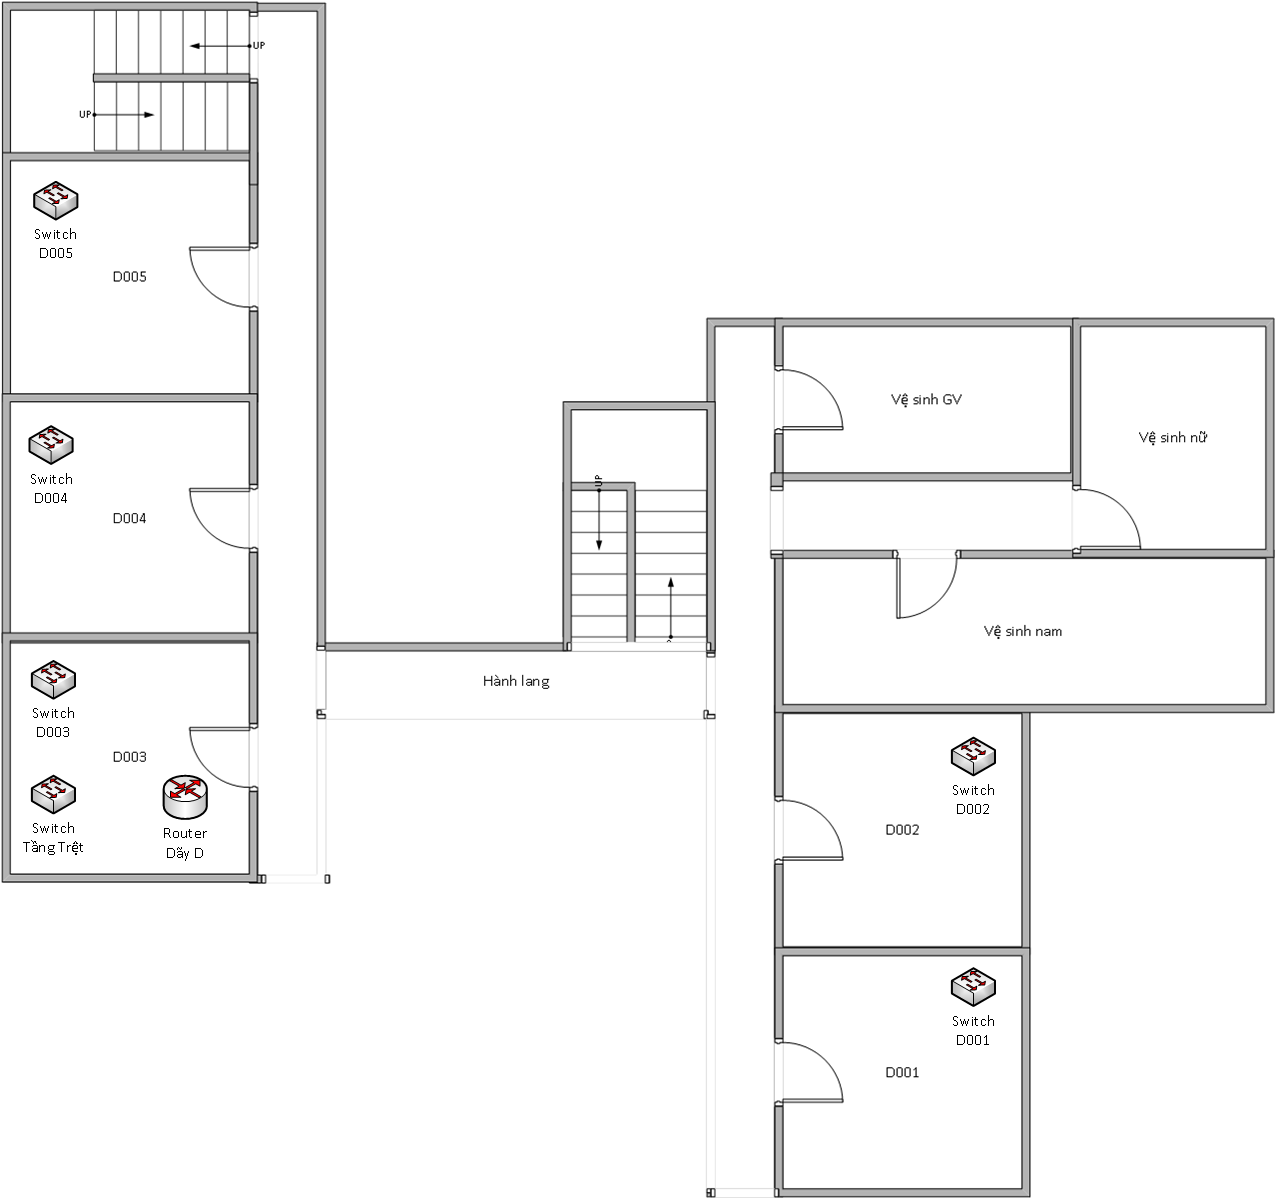 UP
UP
Switch
D005
D005
Switch
D004
D004
Switch
D003
D003
Switch
Tầng Trệt
Router
Dãy D
UP
Hành lang
Vệ sinh GV
Vệ sinh nữ
Vệ sinh nam
Switch
D002
D002
Switch
D001
D001